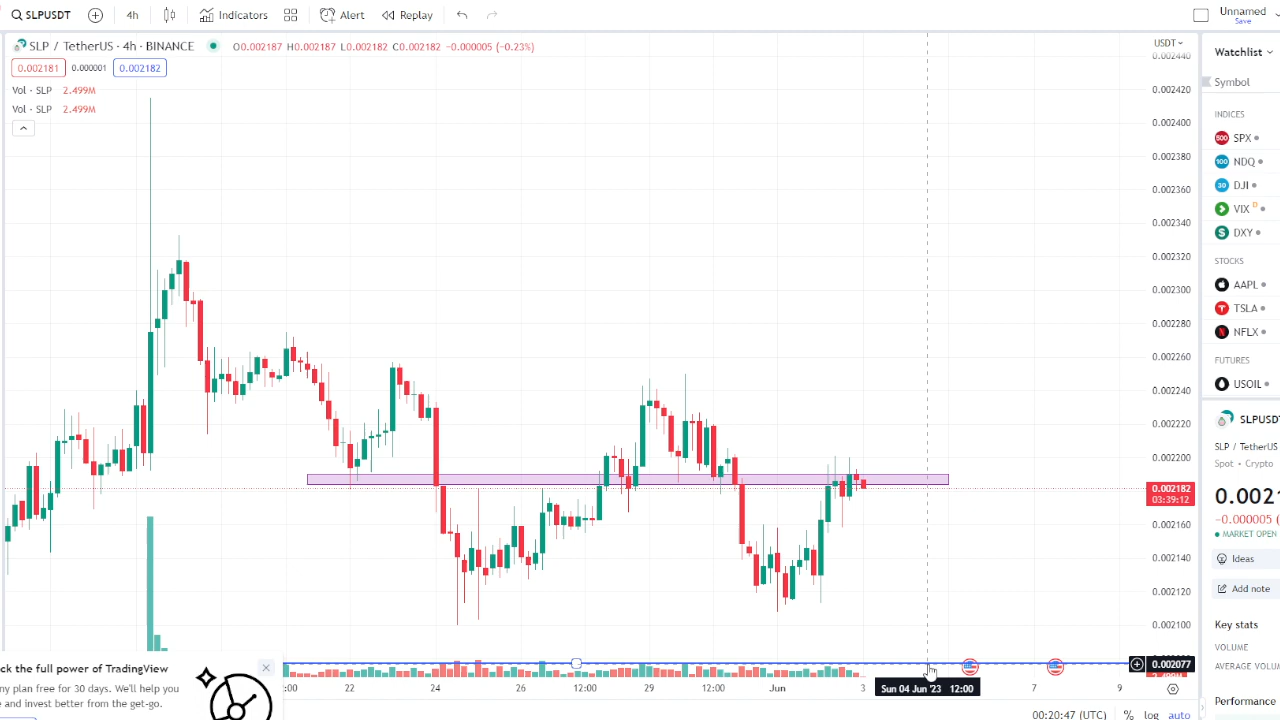 SLPUSDT 4h Indicators Alert Replay Unnamed
Save
SLP / TetherUS · 4h · BINANCE O0.002187 H0.002187 L0.002182 C0.002182 -0.000005 (-0.23%)
0.002181 0.000001 0.002182
Vol · SLP 2.499M
Vol · SLP 2.499M
USDT
0.002440
0.002420
0.002400
0.002380
0.002360
0.002340
0.002320
0.002300
0.002280
0.002260
0.002240
0.002220
0.002200
0.002182
03:39:12
0.002160
0.002140
0.002120
0.002100
0.002077
Watchlist
Symbol
INDICES
500 SPX
100 NDQ
30 DJI
VIX D
$ DXY
STOCKS
AAPL
TSLA
NFLX
FUTURES
USOIL
SLPUSDT
SLP / TetherUS
Spot • Crypto
0.002
-0.000005 (
MARKET OPEN
Ideas
Add note
Key stats
VOLUME
AVERAGE VOLU
Performance
ck the full power of TradingView
ny plan free for 30 days. We'll help you
e and invest better from the get-go.
:00 22 24 26 12:00 29 12:00 Jun 3 Sun 04 Jun '23 12:00 7 9
00:20:47 (UTC) % log auto